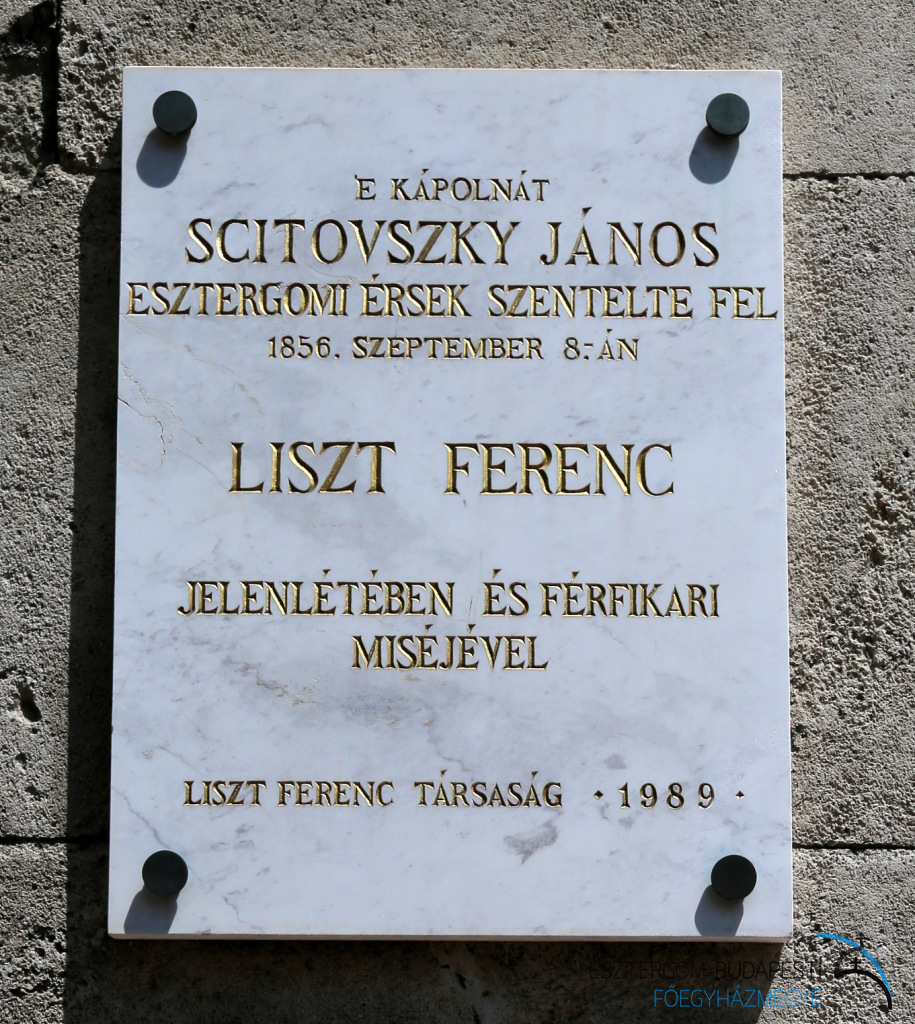 E KÁPOLNÁT
SCITOVSZKY JÁNOS
ESZTERGOMI ÉRSEK SZENTELTE FEL
1856. SZEPTEMBER 8.-ÁN
LISZT FERENC
JELENLÉTÉBEN ÉS FÉRFIKARI
MISÉJÉVEL
LISZT FERENC TÁRSASÁG • 1989 •
ESZTERGOM-BUDAPESTI
FŐEGYHÁZMEGYE